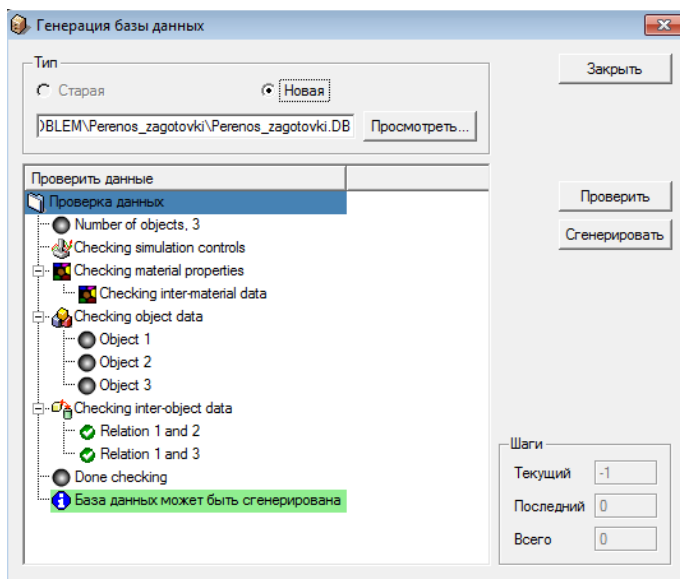 Генерация базы данных
Тип
Старая
Новая
)BLEM\Perenos_zagotovki\Perenos_zagotovki.DB
Просмотреть...
Закрыть
Проверить
Сгенерировать
Проверить данные
Проверка данных
Number of objects, 3
Checking simulation controls
Checking material properties
Checking inter-material data
Checking object data
Object 1
Object 2
Object 3
Checking inter-object data
Relation 1 and 2
Relation 1 and 3
Done checking
База данных может быть сгенерирована
Шаги
Текущий -1
Последний 0
Всего 0